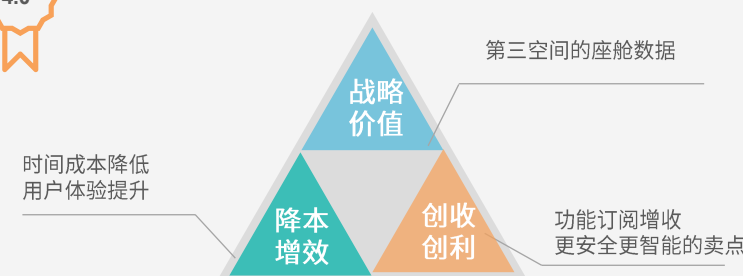 第三空间的座舱数据
战略
价值
时间成本降低
用户体验提升
降本
增效
创收
创利
功能订阅增收
更安全更智能的卖点